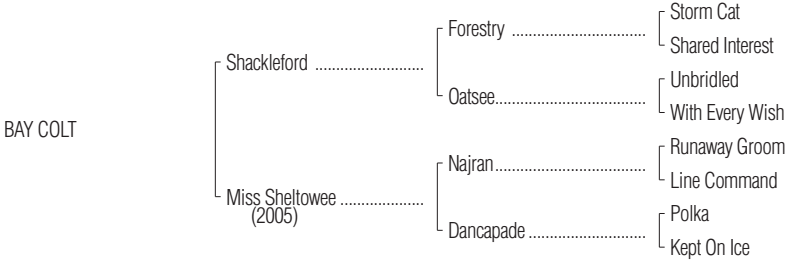 Storm Cat
Forestry ................................
Shared Interest
Shackleford ..........................
Unbridled
Oatsee....................................
With Every Wish
BAY COLT
Runaway Groom
Najran....................................
Line Command
Miss Sheltowee ....................
(2005)
Polka
Dancapade ............................
Kept On Ice